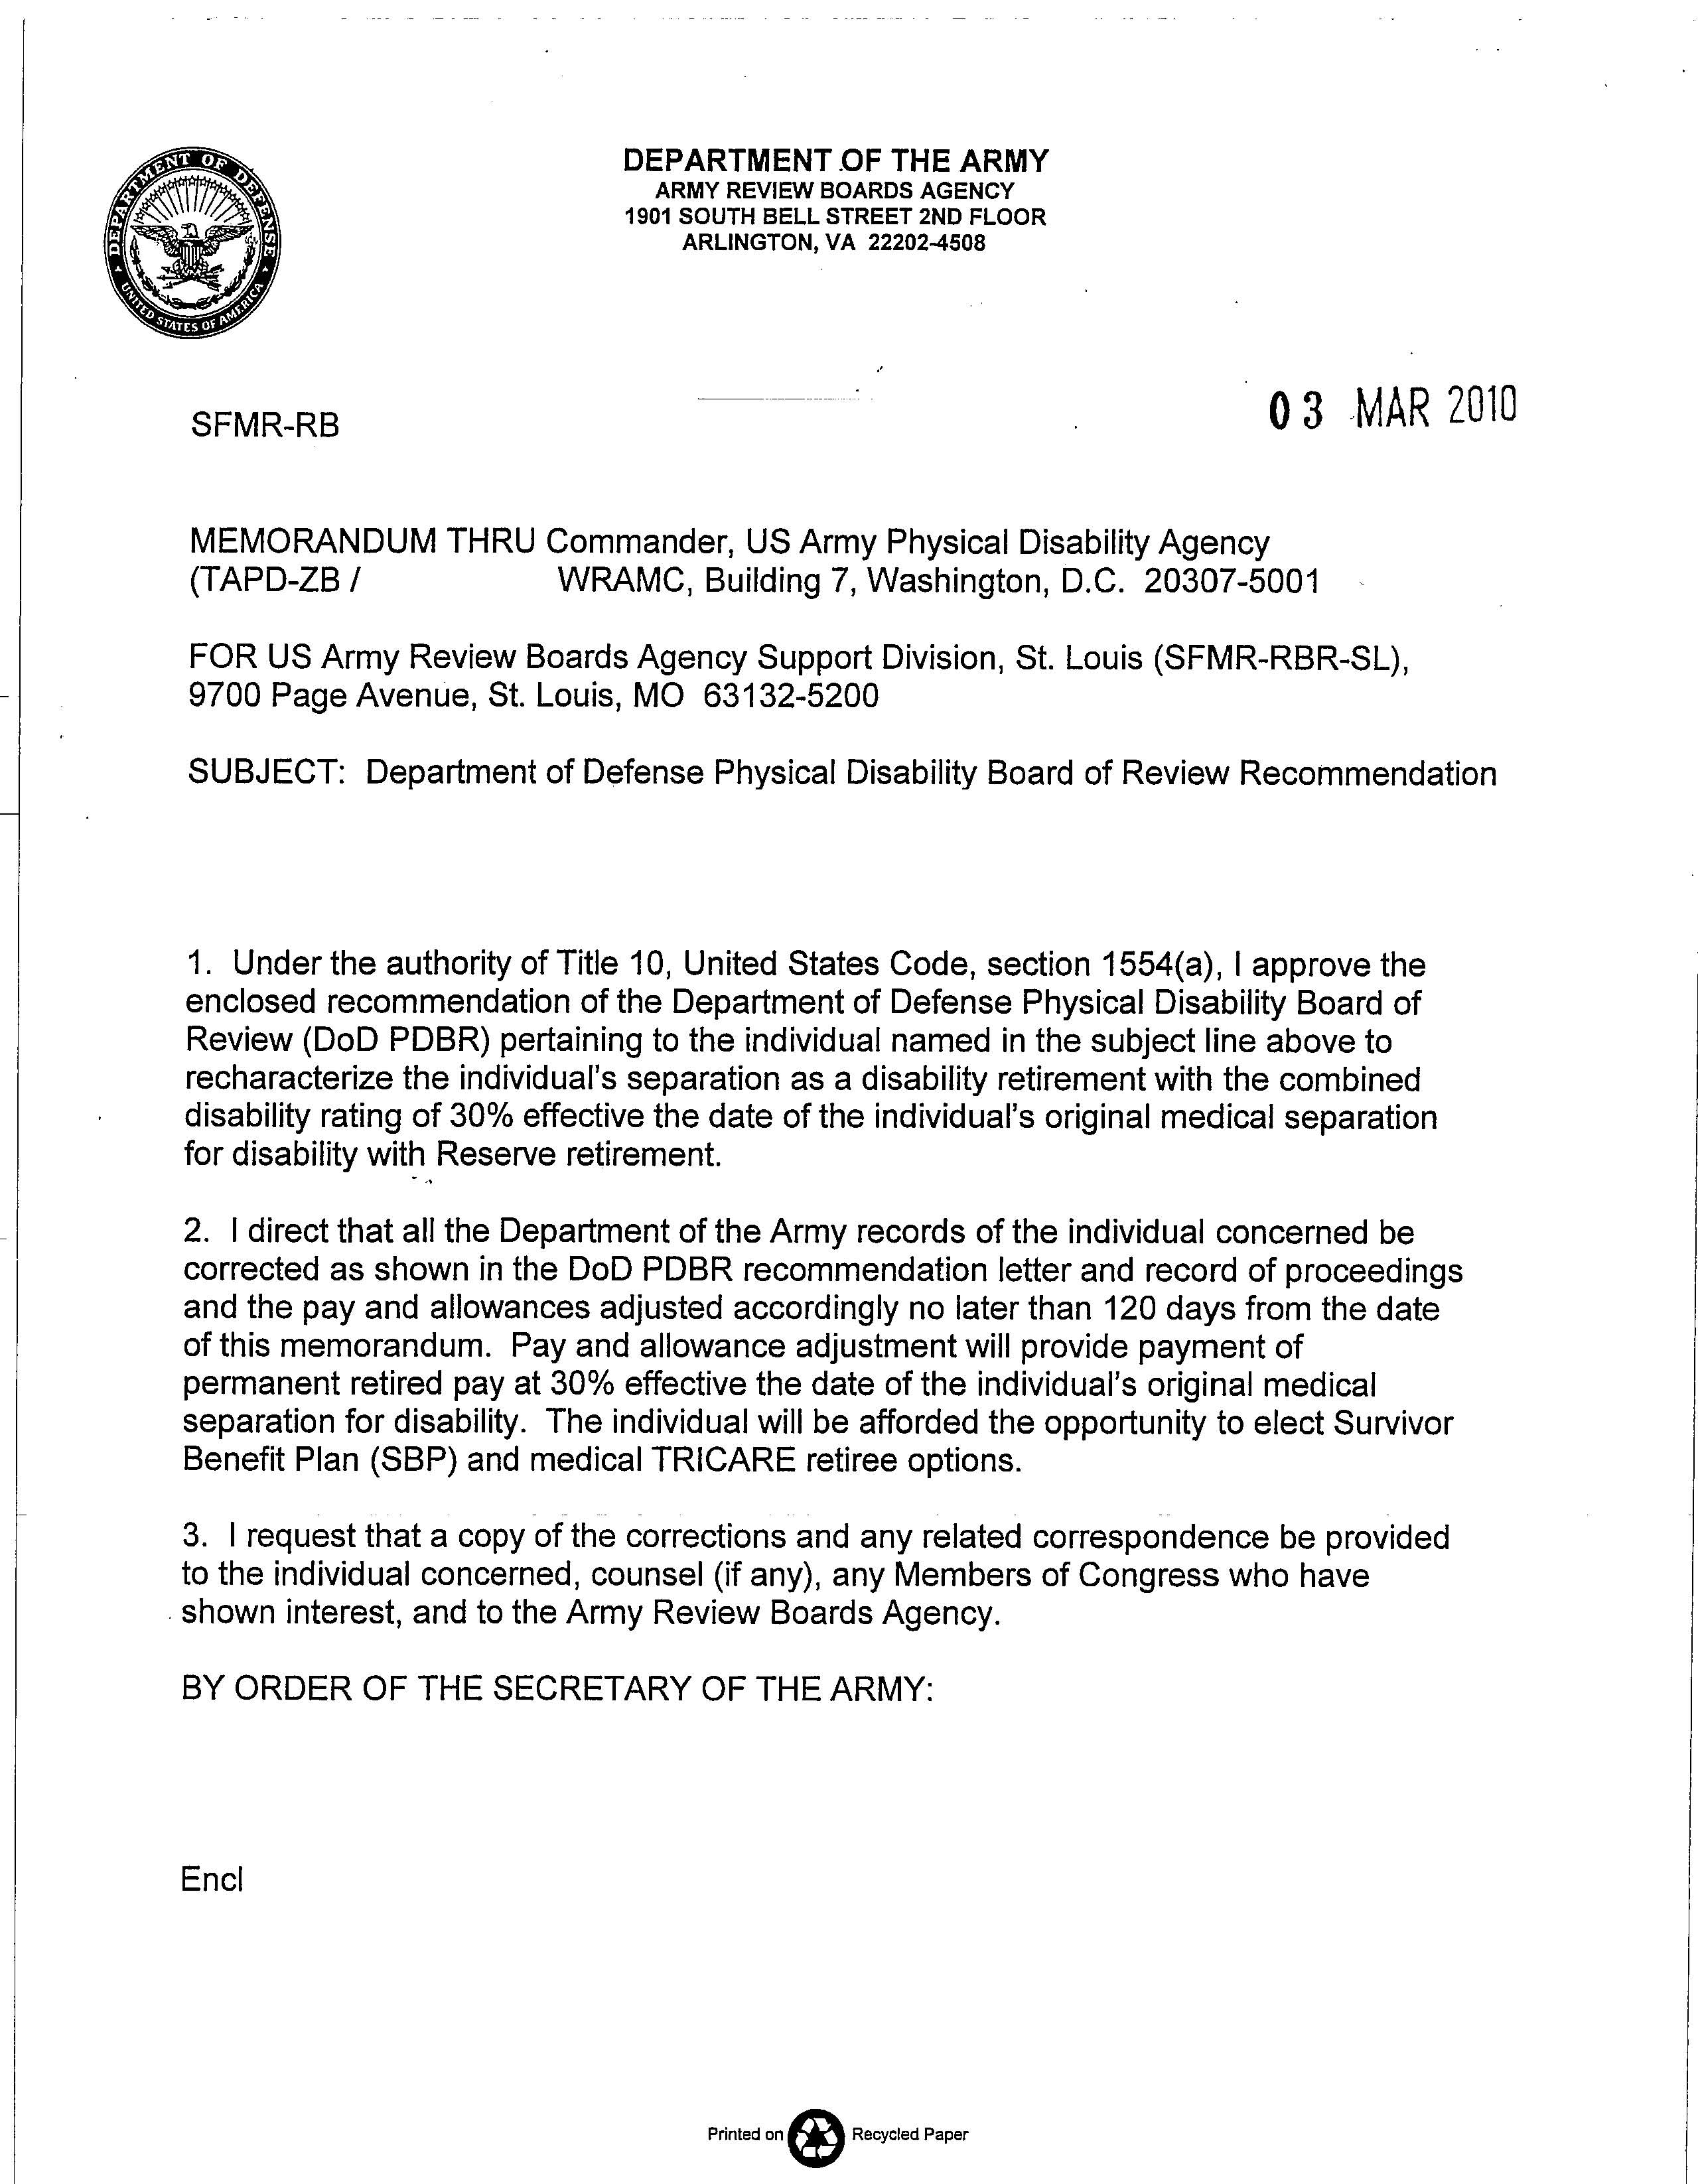 DEPARTMENT OF DEFENSE
UNITED STATES OF AMERICA
DEPARTMENT OF THE ARMY
ARMY REVIEW BOARDS AGENCY
1901 SOUTH BELL STREET 2ND FLOOR
ARLINGTON, VA 22202-4508
SFMR-RB
03 MAR 2010
MEMORANDUM THRU Commander, US Army Physical Disability Agency
(TAPD-ZB / WRAMC, Building 7, Washington, D.C. 20307-5001
FOR US Army Review Boards Agency Support Division, St. Louis (SFMR-RBR-SL),
9700 Page Avenue, St. Louis, MO 63132-5200
SUBJECT: Department of Defense Physical Disability Board of Review Recommendation
1. Under the authority of Title 10, United States Code, section 1554(a), I approve the
enclosed recommendation of the Department of Defense Physical Disability Board of
Review (DoD PDBR) pertaining to the individual named in the subject line above to
recharacterize the individual's separation as a disability retirement with the combined
disability rating of 30% effective the date of the individual's original medical separation
for disability with Reserve retirement.
2. I direct that all the Department of the Army records of the individual concerned be
corrected as shown in the DoD PDBR recommendation letter and record of proceedings
and the pay and allowances adjusted accordingly no later than 120 days from the date
of this memorandum. Pay and allowance adjustment will provide payment of
permanent retired pay at 30% effective the date of the individual's original medical
separation for disability. The individual will be afforded the opportunity to elect Survivor
Benefit Plan (SBP) and medical TRICARE retiree options.
3. I request that a copy of the corrections and any related correspondence be provided
to the individual concerned, counsel (if any), any Members of Congress who have
shown interest, and to the Army Review Boards Agency.
BY ORDER OF THE SECRETARY OF THE ARMY:
Encl
Printed on Recycled Paper